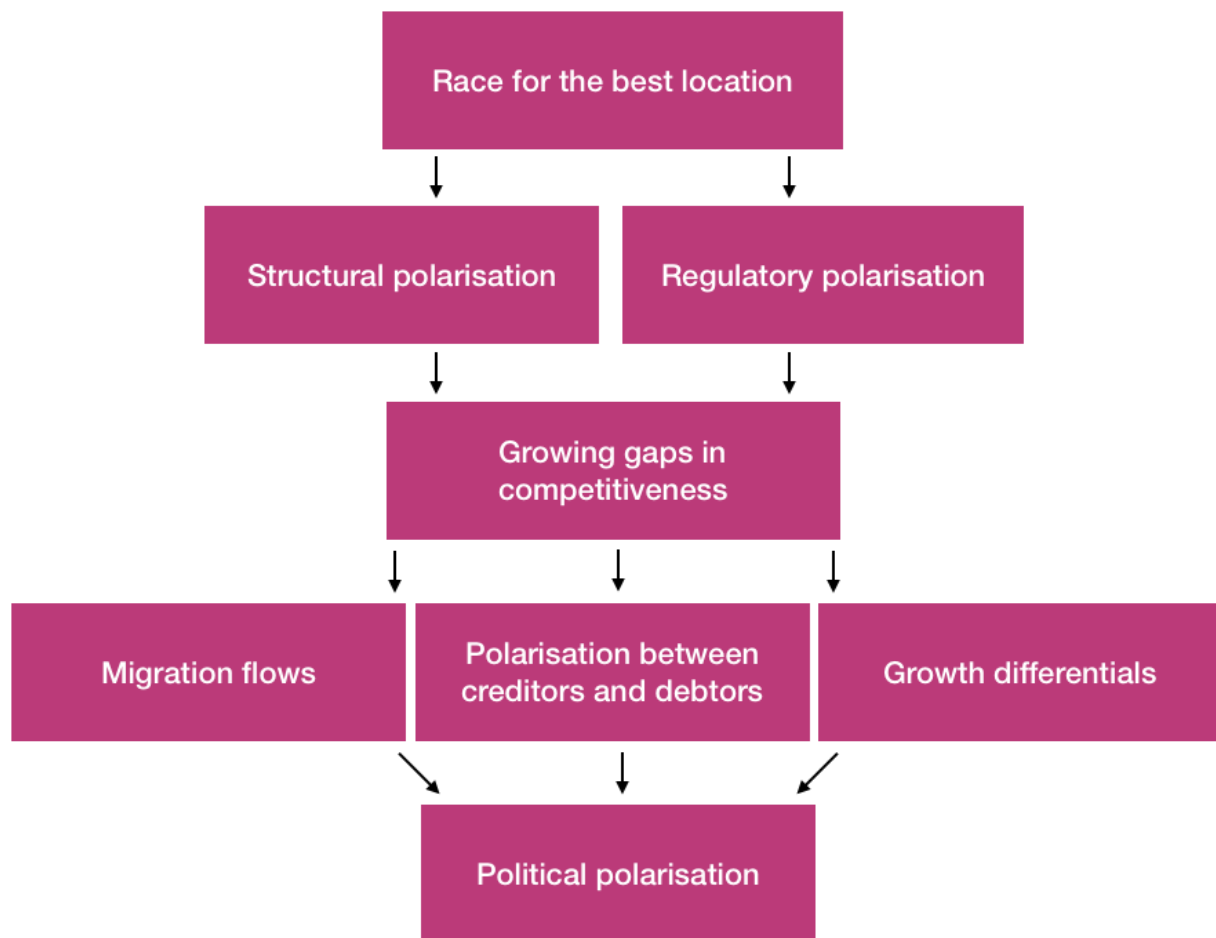 Race for the best location
Structural polarisation
Regulatory polarisation
Growing gaps in
competitiveness
Migration flows
Polarisation between
creditors and debtors
Growth differentials
Political polarisation